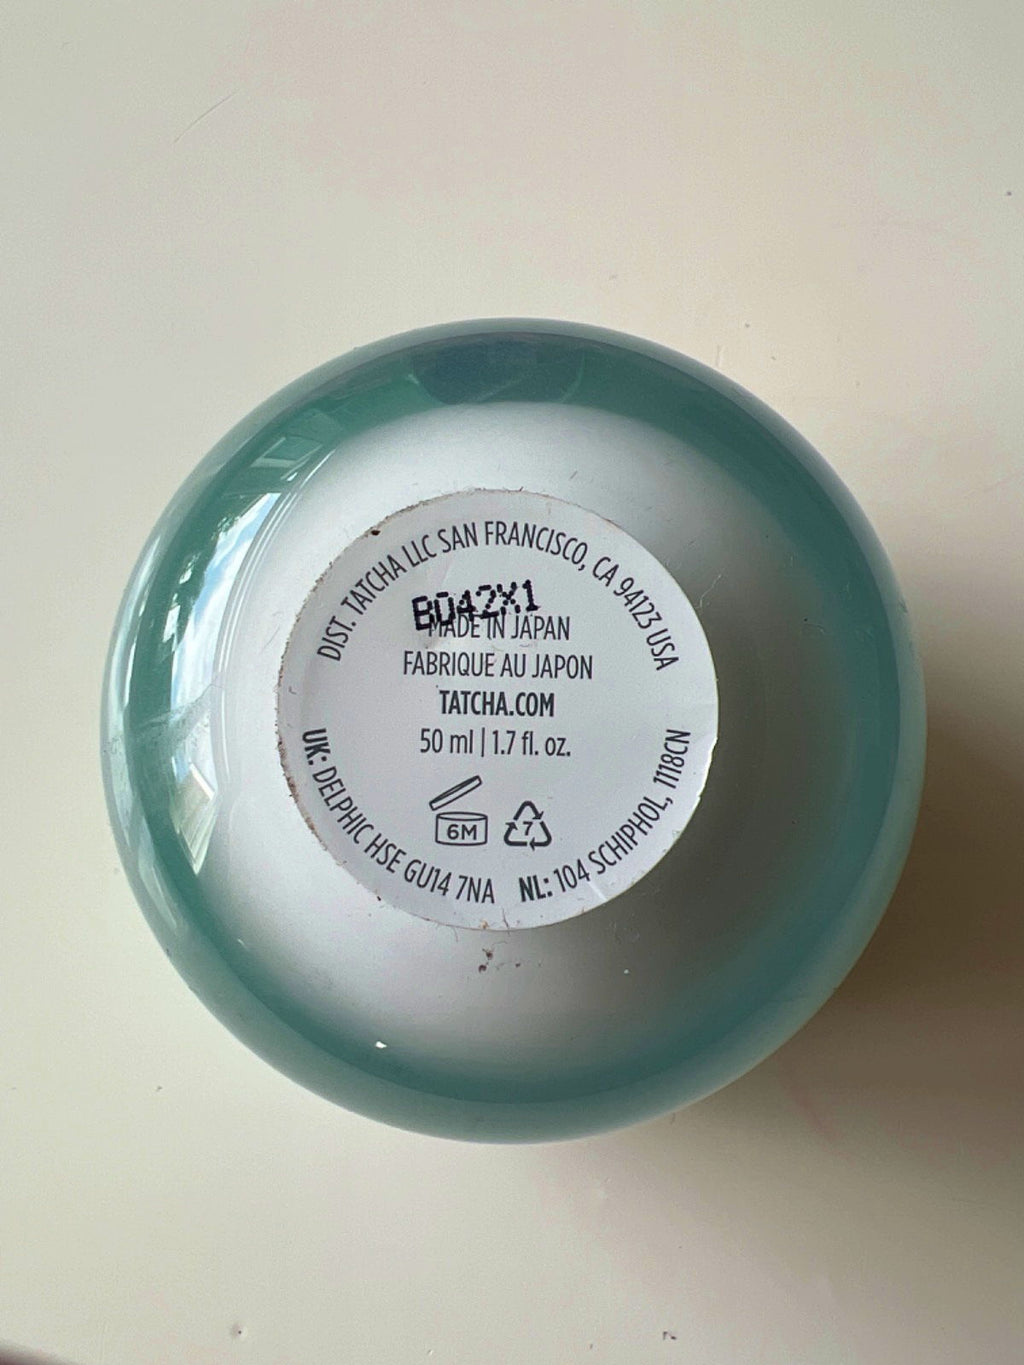 DIST. TATCHA LLC SAN FRANCISCO, CA 94123 USA
B042X1
MADE IN JAPAN
FABRIQUE AU JAPON
TATCHA.COM
50 ml | 1.7 fl. oz.
6M
7
UK: DELPHIC HSE GU14 7NA
NL: 104 SCHIPHOL, 1118CN